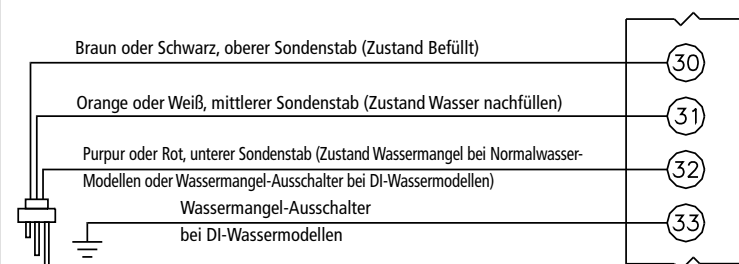 Braun oder Schwarz, oberer Sondenstab (Zustand Befüllt)
30
Orange oder Weiß, mittlerer Sondenstab (Zustand Wasser nachfüllen)
31
Purpur oder Rot, unterer Sondenstab (Zustand Wassermangel bei Normalwasser-
Modellen oder Wassermangel-Ausschalter bei DI-Wassermodellen)
32
Wassermangel-Ausschalter
bei DI-Wassermodellen
33